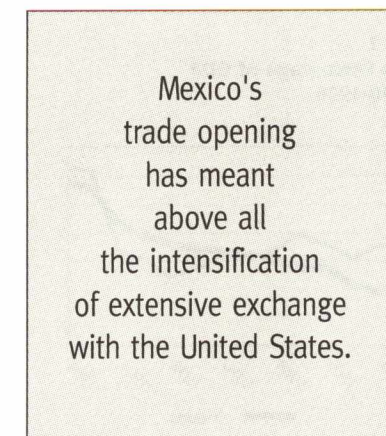 Mexico's
trade opening
has meant
above all
the intensification
of extensive exchange
with the United States.